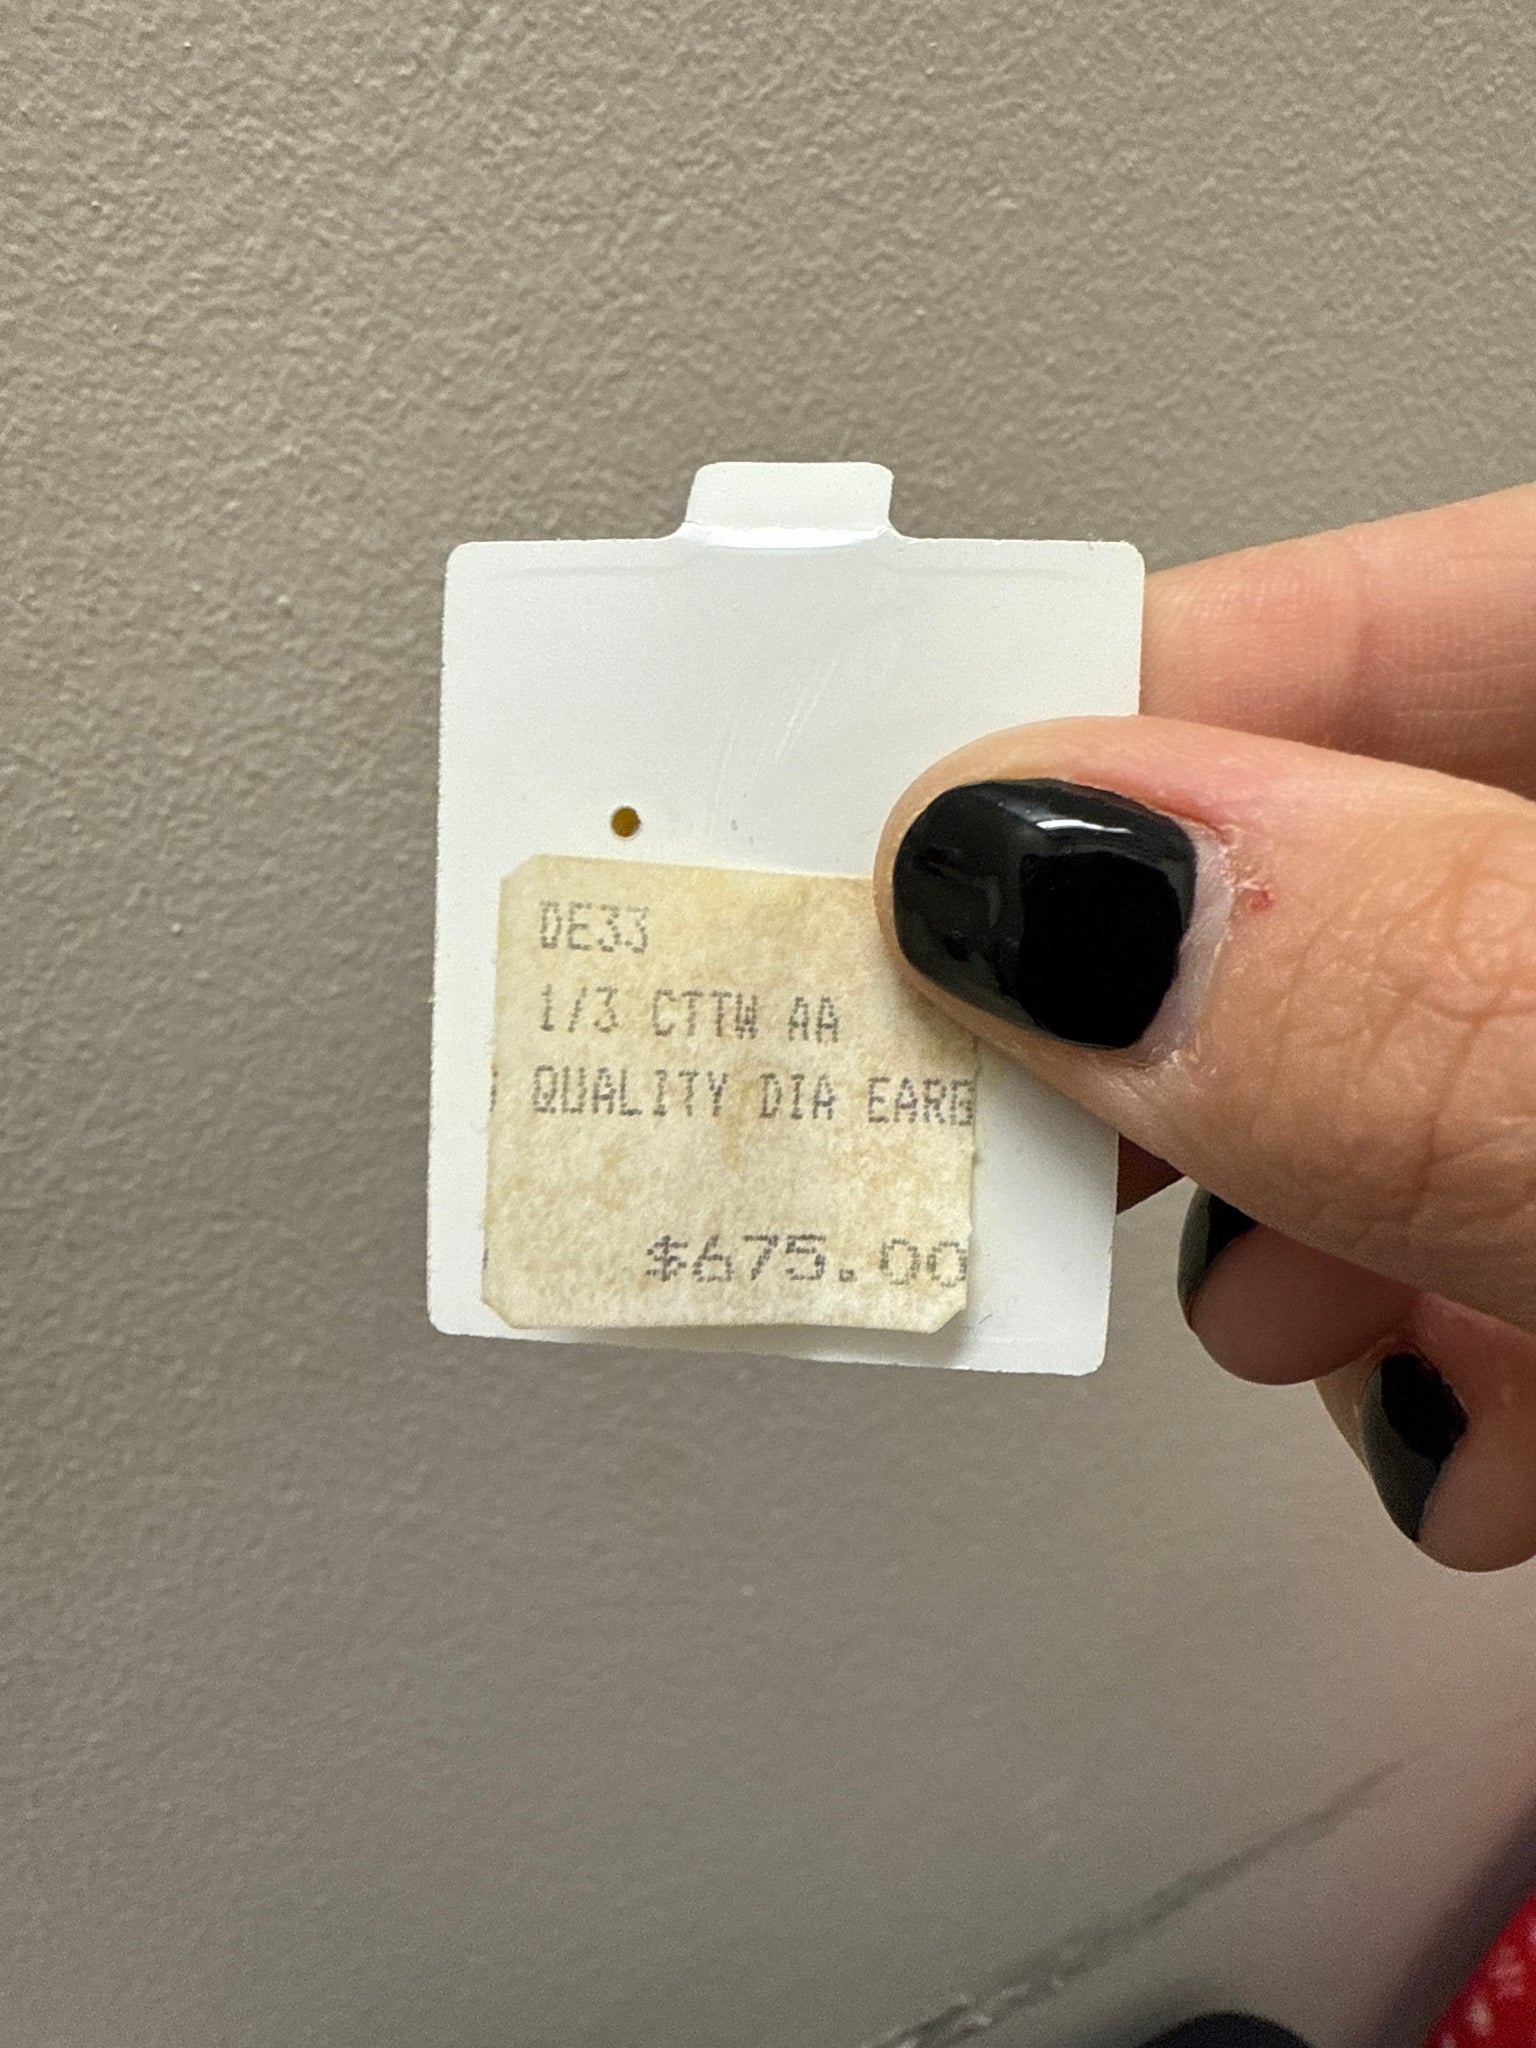 DE33
1/3 CTTW AA
QUALITY DIA EARG
$675.00